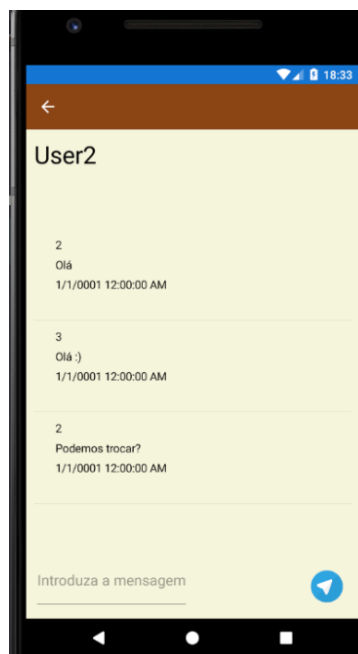 18:33
User2
2
Olá
1/1/0001 12:00:00 AM
3
Olá :)
1/1/0001 12:00:00 AM
2
Podemos trocar?
1/1/0001 12:00:00 AM
Introduza a mensagem